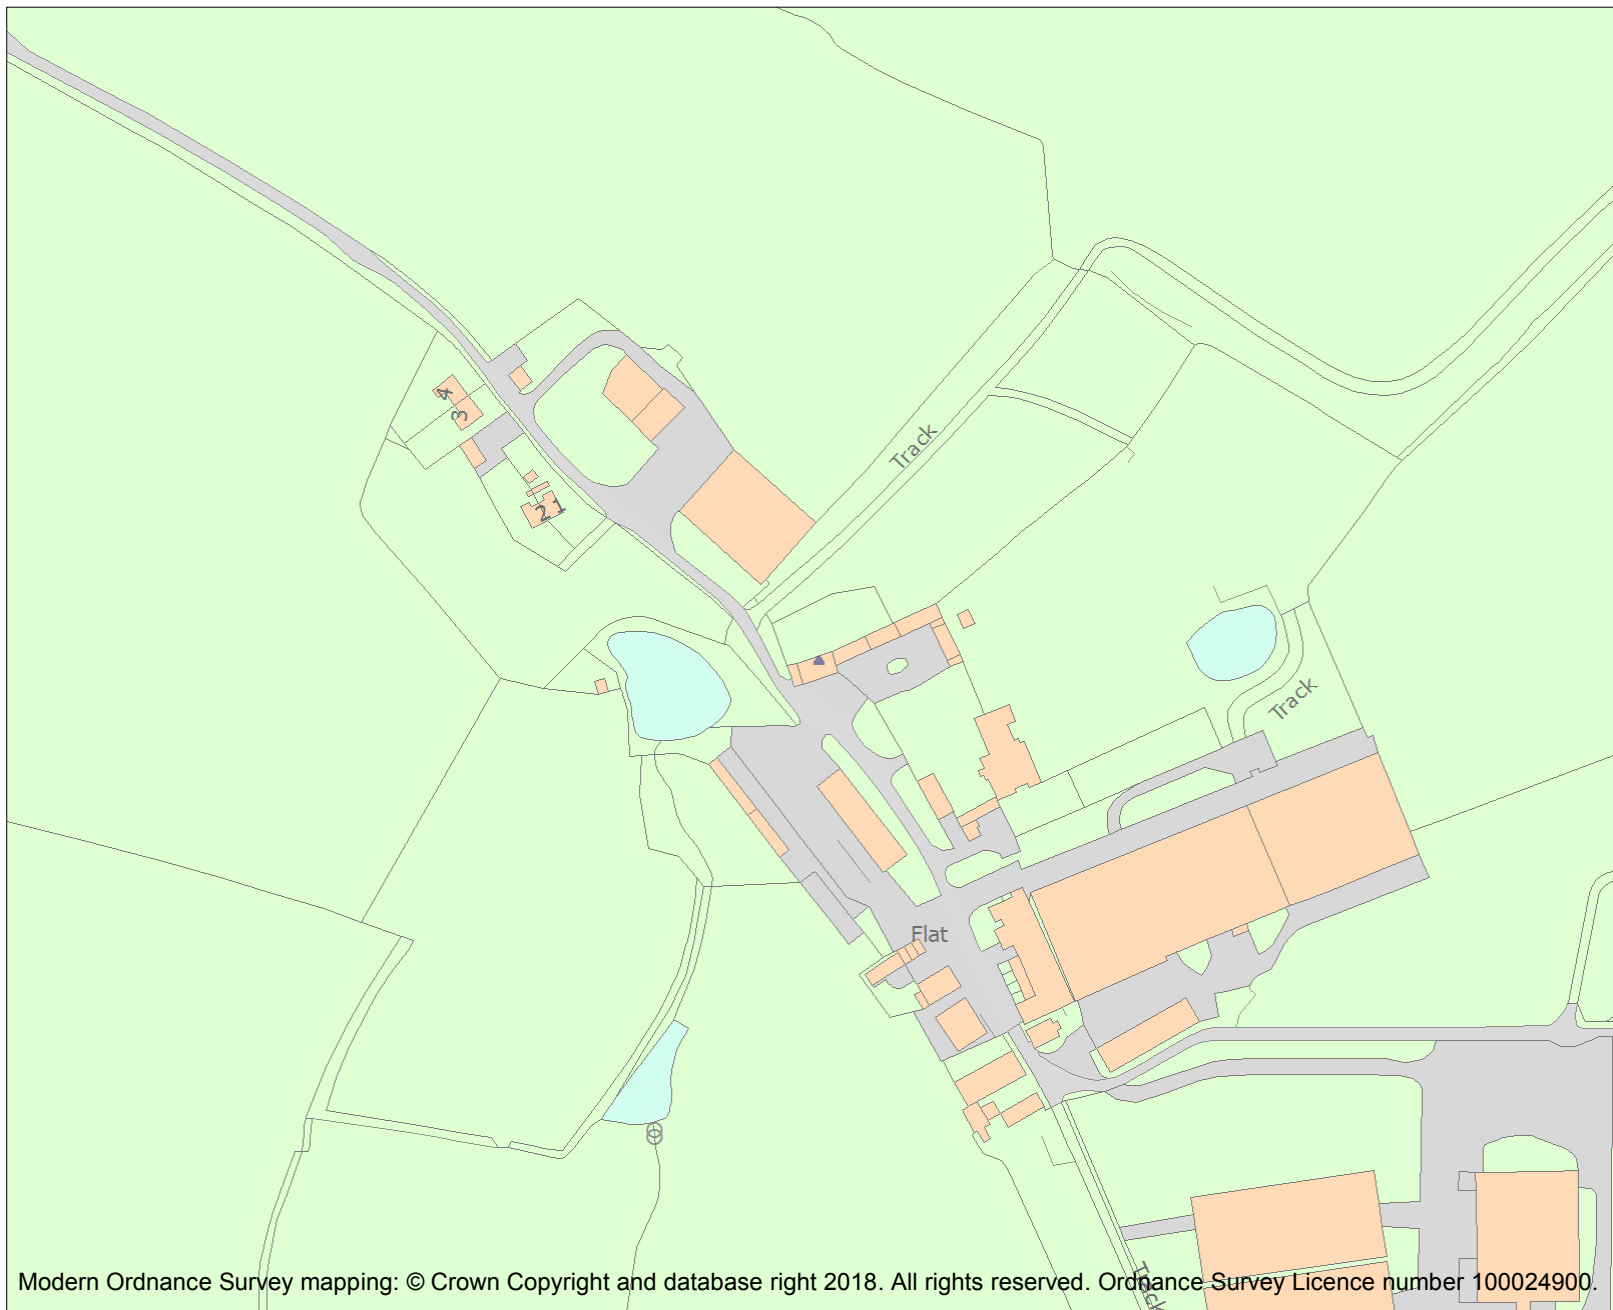 4
3
Track
2 1
Track
Flat
Track
Modern Ordnance Survey mapping: © Crown Copyright and database right 2018. All rights reserved. Ordnance Survey Licence number 100024900.